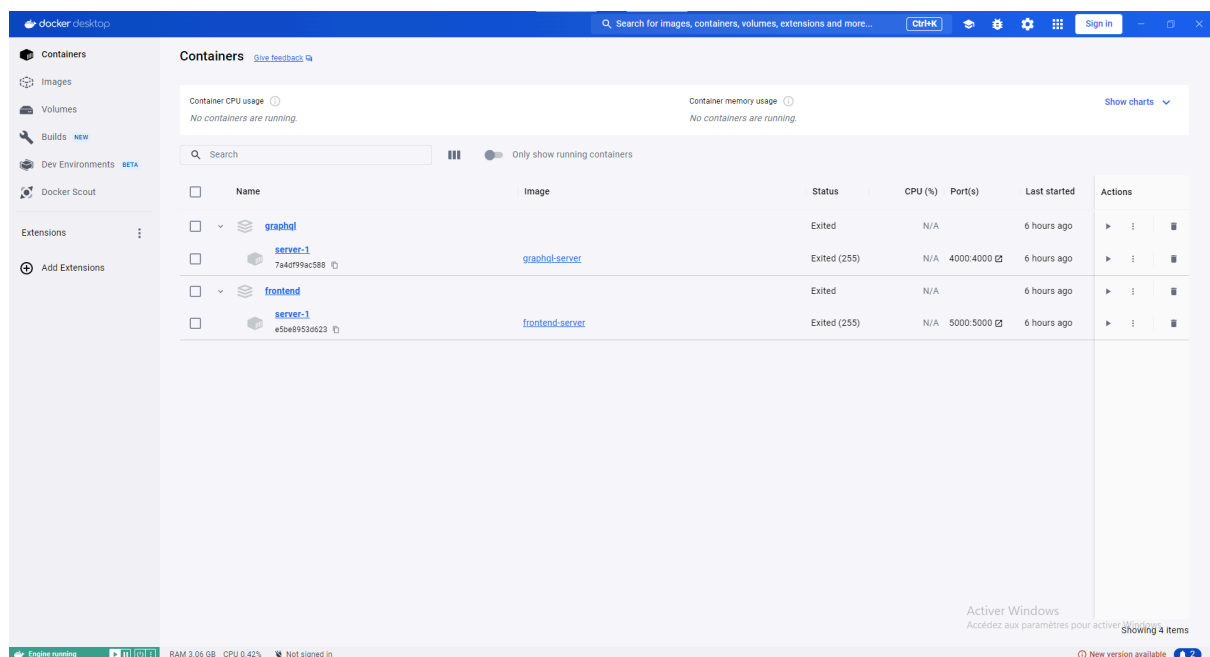 docker desktop
Search for images, containers, volumes, extensions and more... Ctrl+K Sign in
Containers
Images
Volumes
Builds NEW
Dev Environments BETA
Docker Scout
Extensions
Add Extensions
Containers Give feedback
Container CPU usage
No containers are running.
Container memory usage
No containers are running.
Show charts
Search
Only show running containers
Name Image Status CPU (%) Port(s) Last started Actions
graphql Exited N/A 6 hours ago
server-1 graphql-server Exited (255) N/A 4000:4000 6 hours ago
7a4df99ac588
frontend Exited N/A 6 hours ago
server-1 frontend-server Exited (255) N/A 5000:5000 6 hours ago
e5be8953d623
Activer Windows
Accédez aux paramètres pour activer Windows.
Showing 4 items
Engine running RAM 3.06 GB CPU 0.42% Not signed in New version available 2